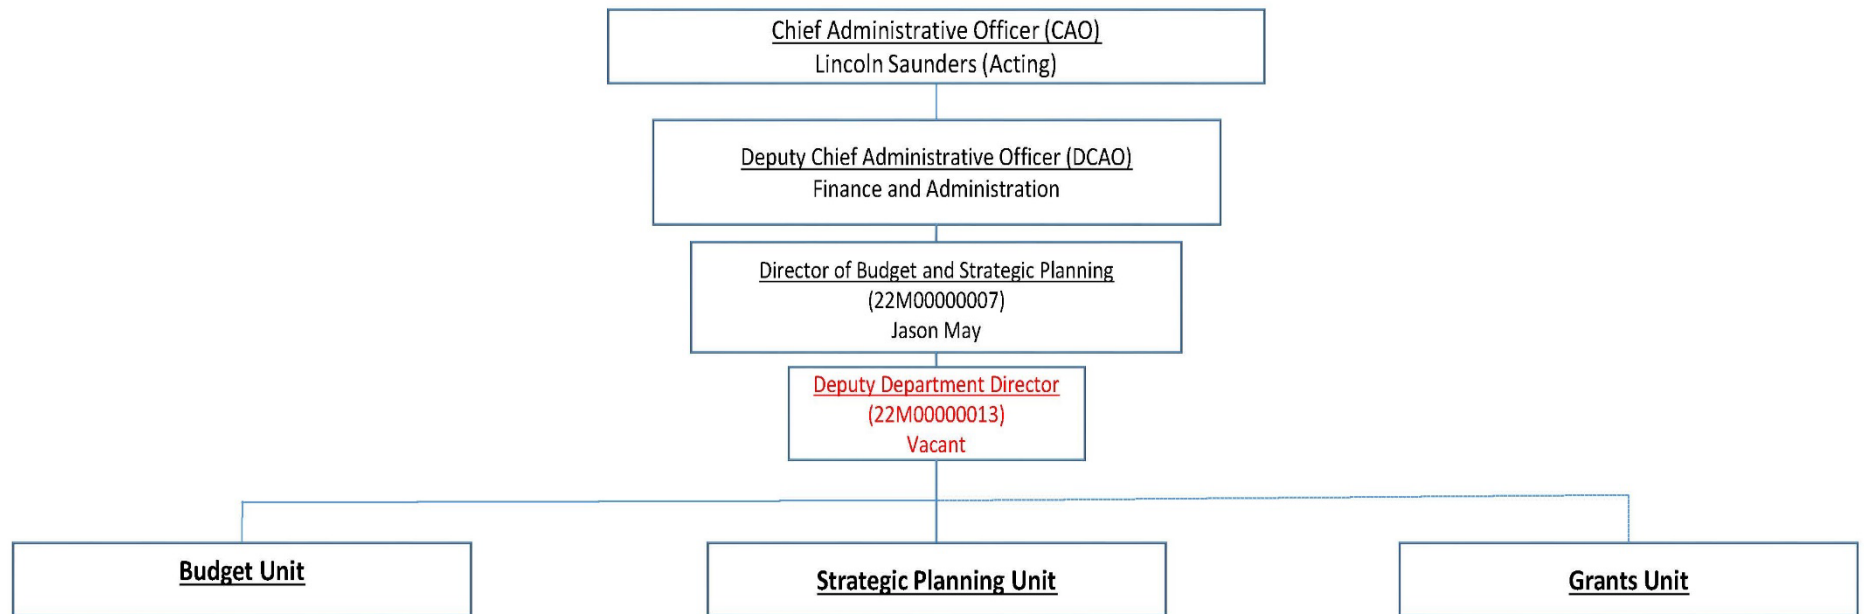 Chief Administrative Officer (CAO)
Lincoln Saunders (Acting)
Deputy Chief Administrative Officer (DCAO)
Finance and Administration
Director of Budget and Strategic Planning
(22M00000007)
Jason May
Deputy Department Director
(22M00000013)
Vacant
Budget Unit
Strategic Planning Unit
Grants Unit